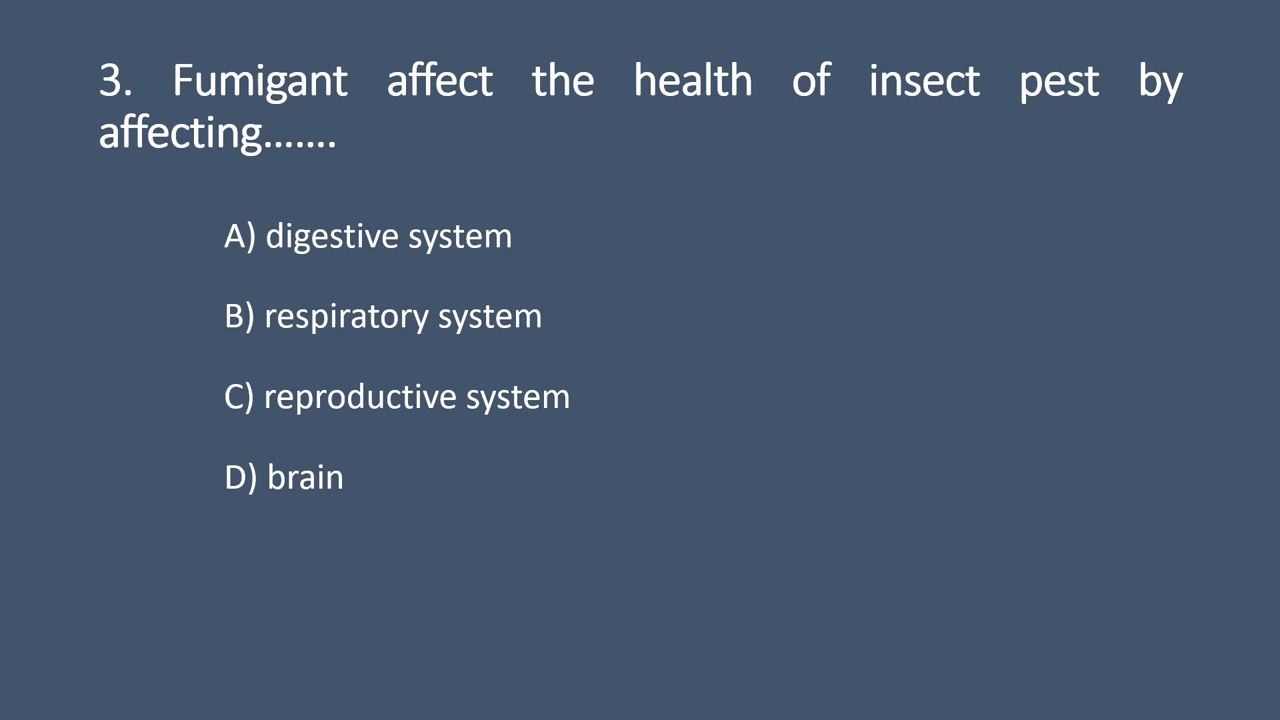 3. Fumigant affect the health of insect pest by
affecting.......
A) digestive system
B) respiratory system
C) reproductive system
D) brain